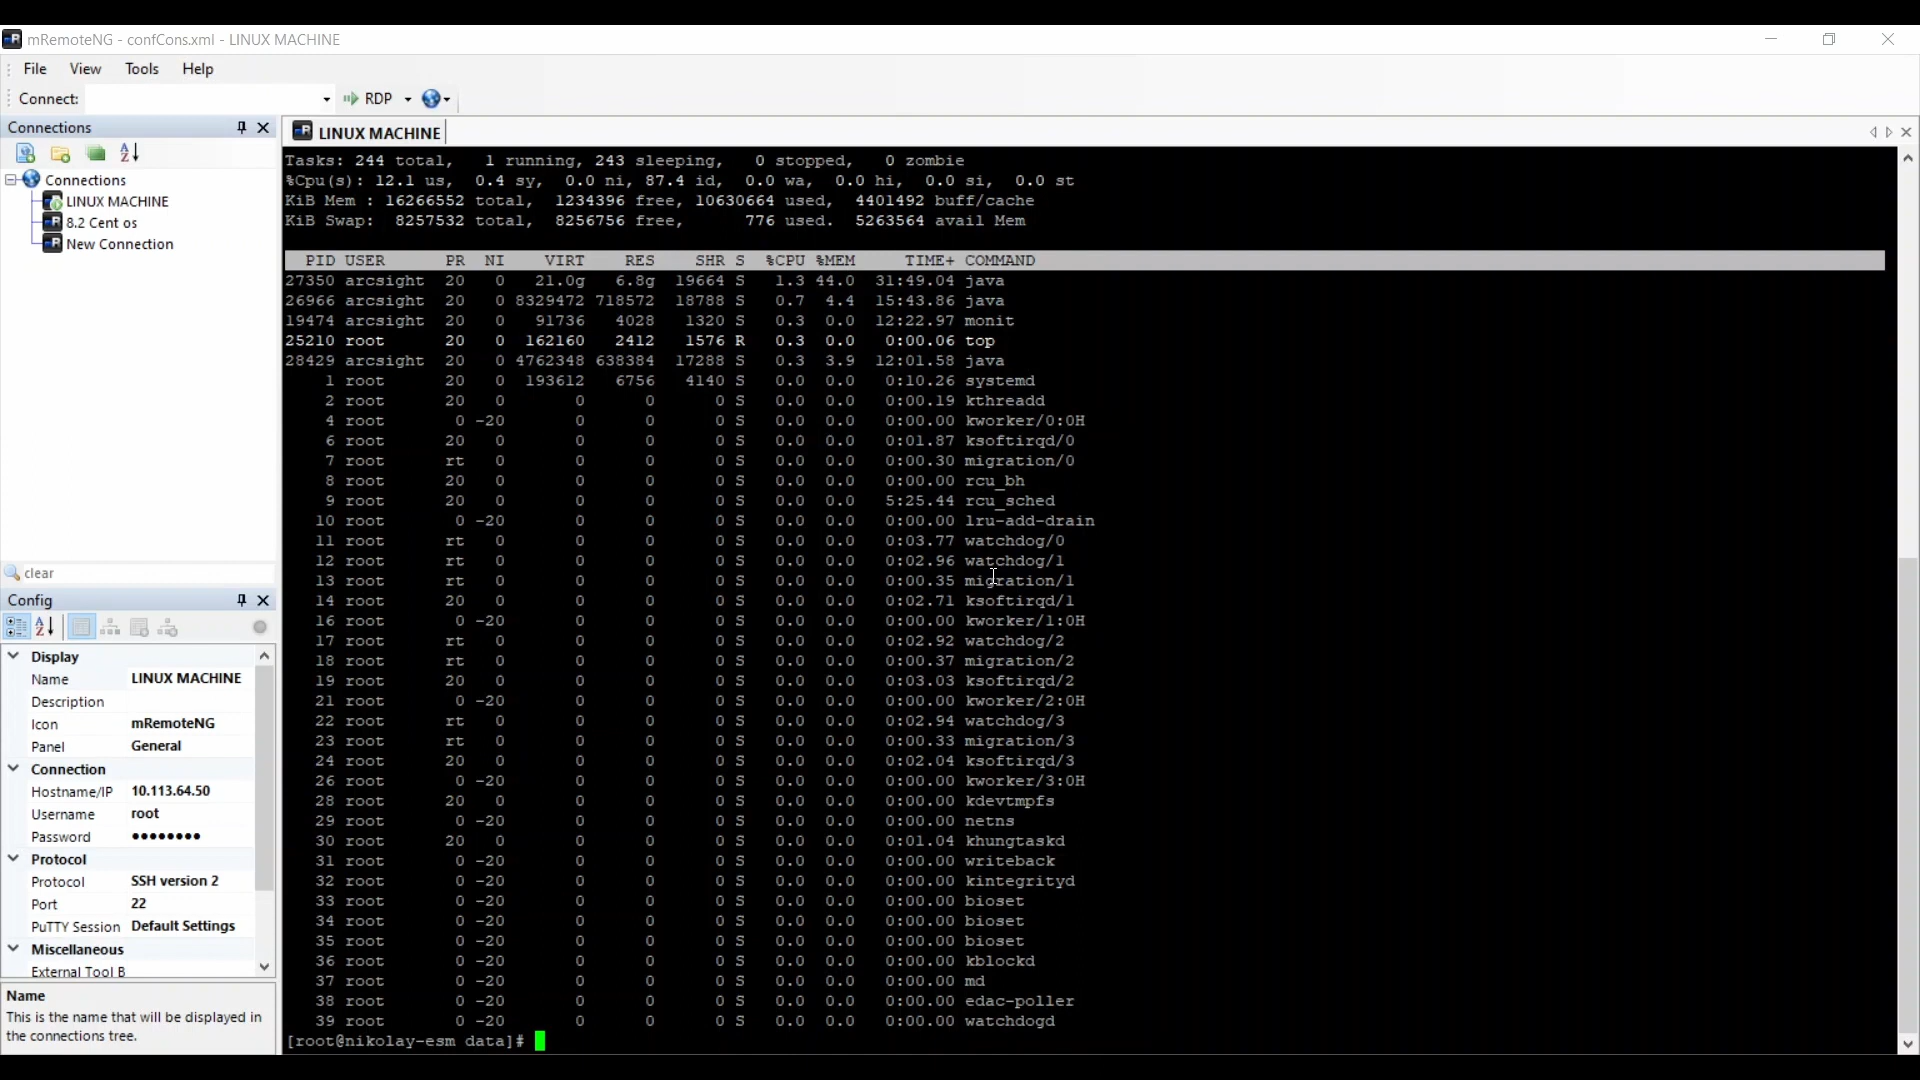 mRemoteNG - confCons.xml - LINUX MACHINE
File View Tools Help
Connect: RDP
Connections
Connections
LINUX MACHINE
8.2 Cent os
New Connection
clear
Config
Display
Name LINUX MACHINE
Description
Icon mRemoteNG
Panel General
Connection
Hostname/IP 10.113.64.50
Username root
Password ●●●●●●●●
Protocol
Protocol SSH version 2
Port 22
PuTTY Session Default Settings
Miscellaneous
External Tool B
Name
This is the name that will be displayed in
the connections tree.
LINUX MACHINE
Tasks: 244 total, 1 running, 243 sleeping, 0 stopped, 0 zombie
%Cpu(s): 12.1 us, 0.4 sy, 0.0 ni, 87.4 id, 0.0 wa, 0.0 hi, 0.0 si, 0.0 st
KiB Mem : 16266552 total, 1234396 free, 10630664 used, 4401492 buff/cache
KiB Swap: 8257532 total, 8256756 free, 776 used. 5263564 avail Mem
PID USER PR NI VIRT RES SHR S %CPU %MEM TIME+ COMMAND
27350 arcsight 20 0 21.0g 6.8g 19664 S 1.3 44.0 31:49.04 java
26966 arcsight 20 0 8329472 718572 18788 S 0.7 4.4 15:43.86 java
19474 arcsight 20 0 91736 4028 1320 S 0.3 0.0 12:22.97 monit
25210 root 20 0 162160 2412 1576 R 0.3 0.0 0:00.06 top
28429 arcsight 20 0 4762348 638384 17288 S 0.3 3.9 12:01.58 java
1 root 20 0 193612 6756 4140 S 0.0 0.0 0:10.26 systemd
2 root 20 0 0 0 0 S 0.0 0.0 0:00.19 kthreadd
4 root 0 -20 0 0 0 S 0.0 0.0 0:00.00 kworker/0:0H
6 root 20 0 0 0 0 S 0.0 0.0 0:01.87 ksoftirqd/0
7 root rt 0 0 0 0 S 0.0 0.0 0:00.30 migration/0
8 root 20 0 0 0 0 S 0.0 0.0 0:00.00 rcu_bh
9 root 20 0 0 0 0 S 0.0 0.0 5:25.44 rcu_sched
10 root 0 -20 0 0 0 S 0.0 0.0 0:00.00 lru-add-drain
11 root rt 0 0 0 0 S 0.0 0.0 0:03.77 watchdog/0
12 root rt 0 0 0 0 S 0.0 0.0 0:02.96 watchdog/1
13 root rt 0 0 0 0 S 0.0 0.0 0:00.35 migration/1
14 root 20 0 0 0 0 S 0.0 0.0 0:02.71 ksoftirqd/1
16 root 0 -20 0 0 0 S 0.0 0.0 0:00.00 kworker/1:0H
17 root rt 0 0 0 0 S 0.0 0.0 0:02.92 watchdog/2
18 root rt 0 0 0 0 S 0.0 0.0 0:00.37 migration/2
19 root 20 0 0 0 0 S 0.0 0.0 0:03.03 ksoftirqd/2
21 root 0 -20 0 0 0 S 0.0 0.0 0:00.00 kworker/2:0H
22 root rt 0 0 0 0 S 0.0 0.0 0:02.94 watchdog/3
23 root rt 0 0 0 0 S 0.0 0.0 0:00.33 migration/3
24 root 20 0 0 0 0 S 0.0 0.0 0:02.04 ksoftirqd/3
26 root 0 -20 0 0 0 S 0.0 0.0 0:00.00 kworker/3:0H
28 root 20 0 0 0 0 S 0.0 0.0 0:00.00 kdevtmpfs
29 root 0 -20 0 0 0 S 0.0 0.0 0:00.00 netns
30 root 20 0 0 0 0 S 0.0 0.0 0:01.04 khungtaskd
31 root 0 -20 0 0 0 S 0.0 0.0 0:00.00 writeback
32 root 0 -20 0 0 0 S 0.0 0.0 0:00.00 kintegrityd
33 root 0 -20 0 0 0 S 0.0 0.0 0:00.00 bioset
34 root 0 -20 0 0 0 S 0.0 0.0 0:00.00 bioset
35 root 0 -20 0 0 0 S 0.0 0.0 0:00.00 bioset
36 root 0 -20 0 0 0 S 0.0 0.0 0:00.00 kblockd
37 root 0 -20 0 0 0 S 0.0 0.0 0:00.00 md
38 root 0 -20 0 0 0 S 0.0 0.0 0:00.00 edac-poller
39 root 0 -20 0 0 0 S 0.0 0.0 0:00.00 watchdogd
[root@nikolay-esm data]#